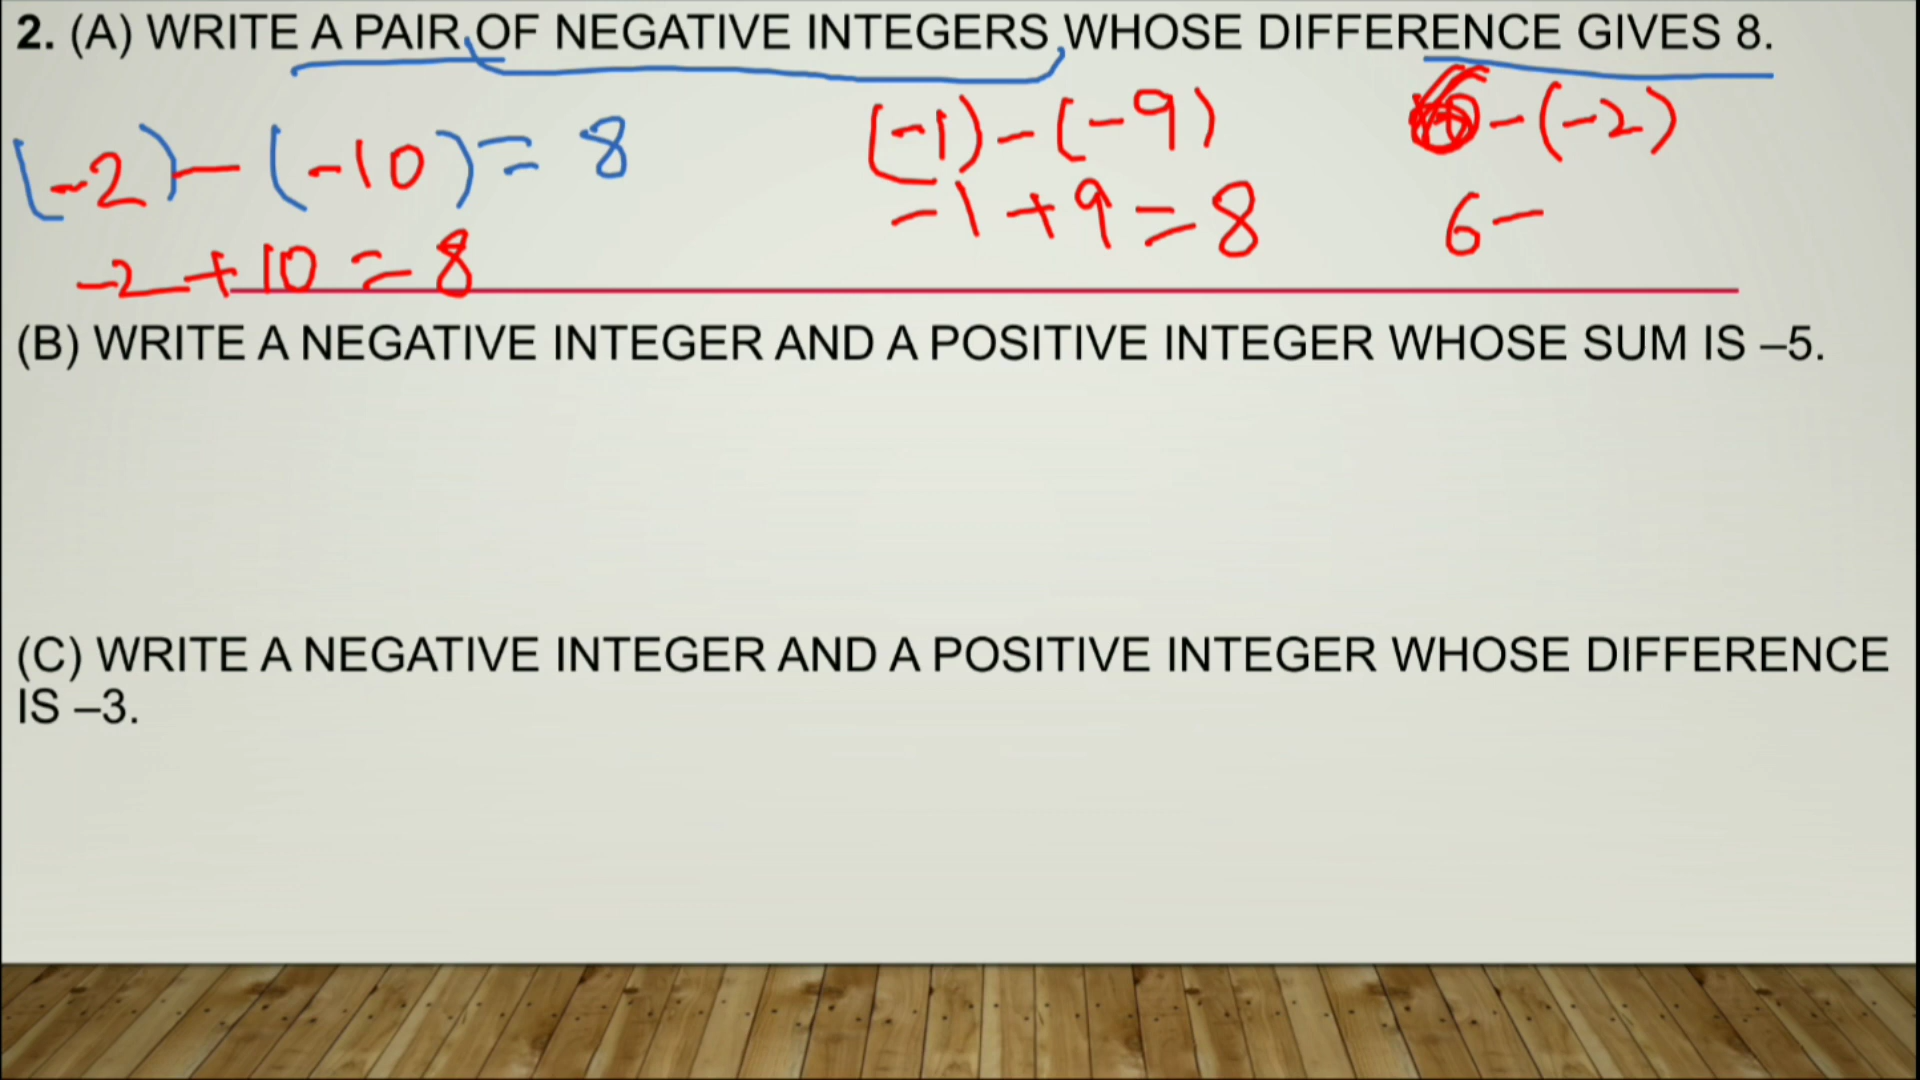 2. (A) WRITE A PAIR OF NEGATIVE INTEGERS WHOSE DIFFERENCE GIVES 8.
(-2) - (-10) = 8
-2 + 10 = 8
(-1) - (-9)
-1 + 9 = 8
- (-2)
6 -
(B) WRITE A NEGATIVE INTEGER AND A POSITIVE INTEGER WHOSE SUM IS –5.
(C) WRITE A NEGATIVE INTEGER AND A POSITIVE INTEGER WHOSE DIFFERENCE
IS –3.